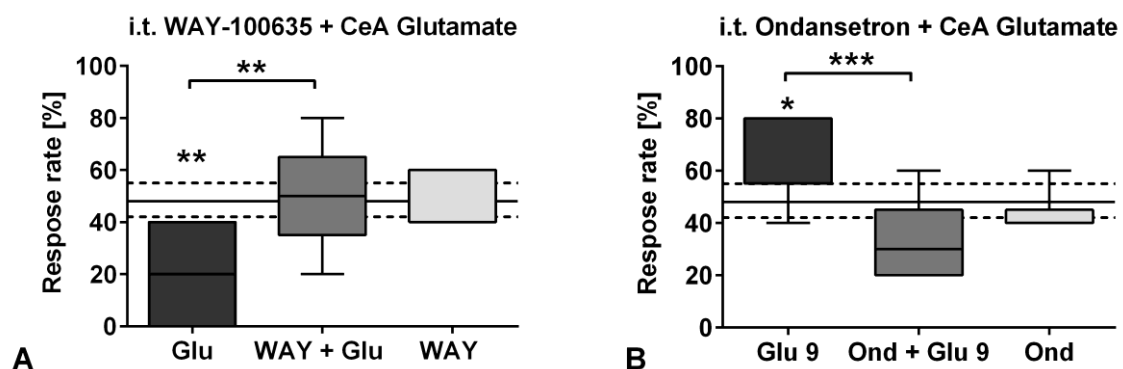 i.t. WAY-100635 + CeA Glutamate
Respose rate [%]
100
80
60
40
20
0
**
**
Glu
WAY + Glu
WAY
A
i.t. Ondansetron + CeA Glutamate
Respose rate [%]
100
80
60
40
20
0
***
*
Glu 9
Ond + Glu 9
Ond
B